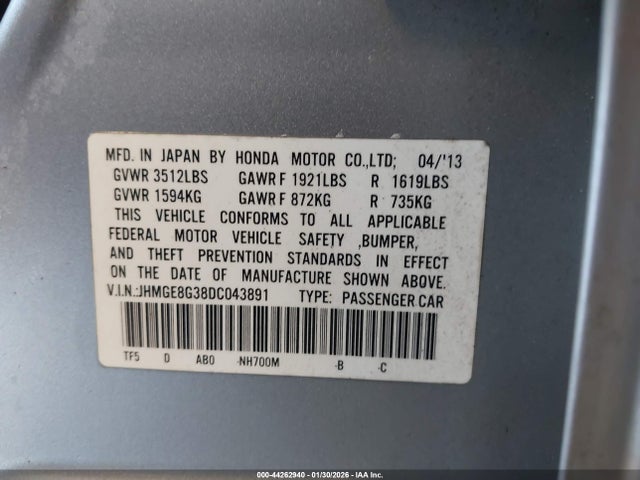 MFD. IN JAPAN BY HONDA MOTOR CO.,LTD; 04/'13
GVWR 3512LBS GAWR F 1921LBS R 1619LBS
GVWR 1594KG GAWR F 872KG R 735KG
THIS VEHICLE CONFORMS TO ALL APPLICABLE
FEDERAL MOTOR VEHICLE SAFETY ,BUMPER,
AND THEFT PREVENTION STANDARDS IN EFFECT
ON THE DATE OF MANUFACTURE SHOWN ABOVE.
V.I.N.:JHMGE8G38DC043891 TYPE: PASSENGER CAR
TF5 D AB0 -NH700M -B -C
000-44262940 - 01/30/2026 - IAA Inc.